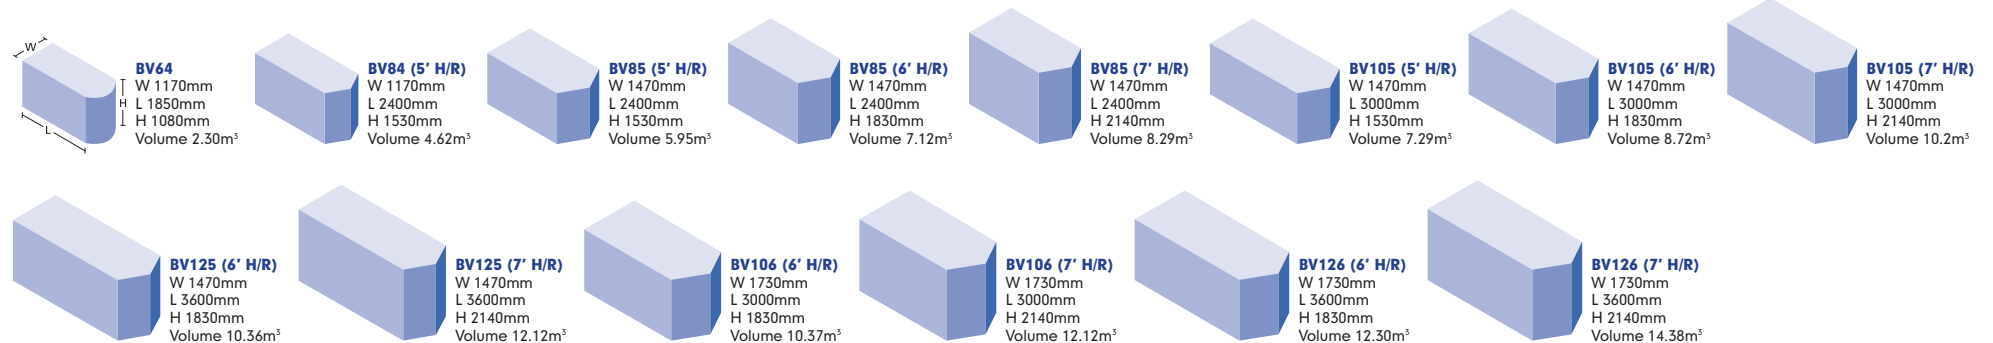 W
H
L
BV64
W 1170mm
L 1850mm
H 1080mm
Volume 2.30m³
BV84 (5′ H/R)
W 1170mm
L 2400mm
H 1530mm
Volume 4.62m³
BV85 (5′ H/R)
W 1470mm
L 2400mm
H 1530mm
Volume 5.95m³
BV85 (6′ H/R)
W 1470mm
L 2400mm
H 1830mm
Volume 7.12m³
BV85 (7′ H/R)
W 1470mm
L 2400mm
H 2140mm
Volume 8.29m³
BV105 (5′ H/R)
W 1470mm
L 3000mm
H 1530mm
Volume 7.29m³
BV105 (6′ H/R)
W 1470mm
L 3000mm
H 1830mm
Volume 8.72m³
BV105 (7′ H/R)
W 1470mm
L 3000mm
H 2140mm
Volume 10.2m³
BV125 (6′ H/R)
W 1470mm
L 3600mm
H 1830mm
Volume 10.36m³
BV125 (7′ H/R)
W 1470mm
L 3600mm
H 2140mm
Volume 12.12m³
BV106 (6′ H/R)
W 1730mm
L 3000mm
H 1830mm
Volume 10.37m³
BV106 (7′ H/R)
W 1730mm
L 3000mm
H 2140mm
Volume 12.12m³
BV126 (6′ H/R)
W 1730mm
L 3600mm
H 1830mm
Volume 12.30m³
BV126 (7′ H/R)
W 1730mm
L 3600mm
H 2140mm
Volume 14.38m³